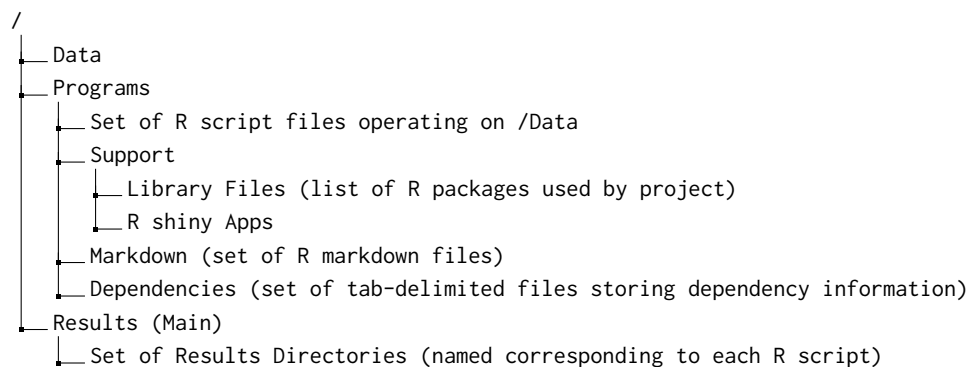 /
Data
Programs
Set of R script files operating on /Data
Support
Library Files (list of R packages used by project)
R shiny Apps
Markdown (set of R markdown files)
Dependencies (set of tab-delimited files storing dependency information)
Results (Main)
Set of Results Directories (named corresponding to each R script)